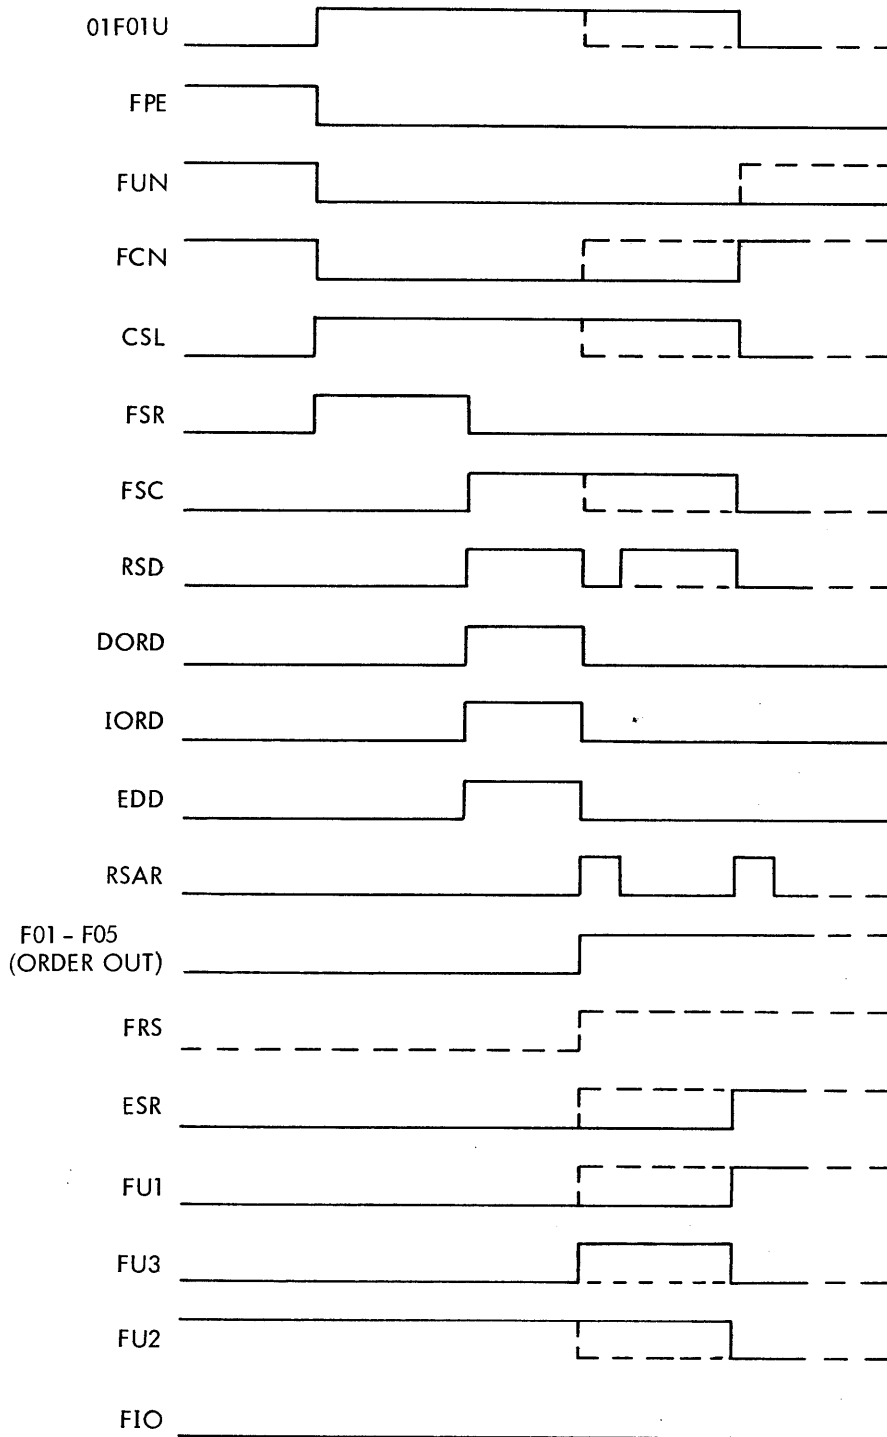 01F01U
FPE
FUN
FCN
CSL
FSR
FSC
RSD
DORD
IORD
EDD
RSAR
F01 - F05
(ORDER OUT)
FRS
ESR
FU1
FU3
FU2
FIO